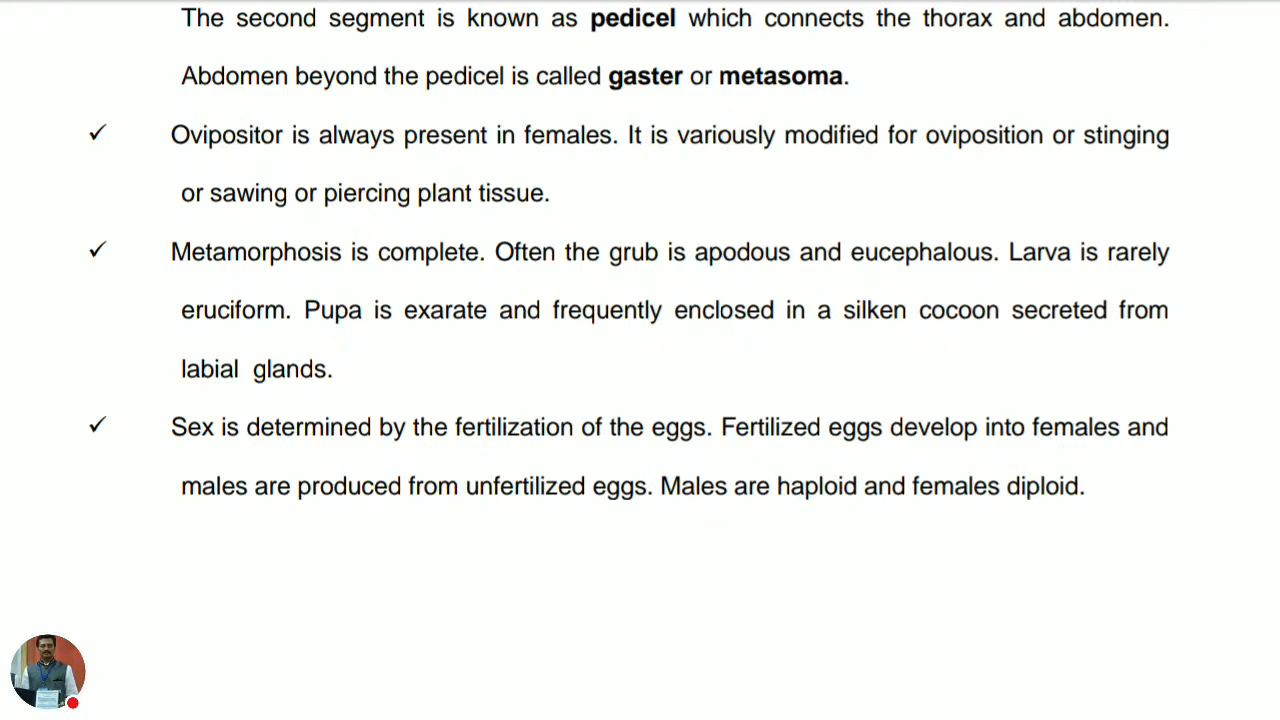 The second segment is known as pedicel which connects the thorax and abdomen.
Abdomen beyond the pedicel is called gaster or metasoma.
✓ Ovipositor is always present in females. It is variously modified for oviposition or stinging
or sawing or piercing plant tissue.
✓ Metamorphosis is complete. Often the grub is apodous and eucephalous. Larva is rarely
eruciform. Pupa is exarate and frequently enclosed in a silken cocoon secreted from
labial glands.
✓ Sex is determined by the fertilization of the eggs. Fertilized eggs develop into females and
males are produced from unfertilized eggs. Males are haploid and females diploid.